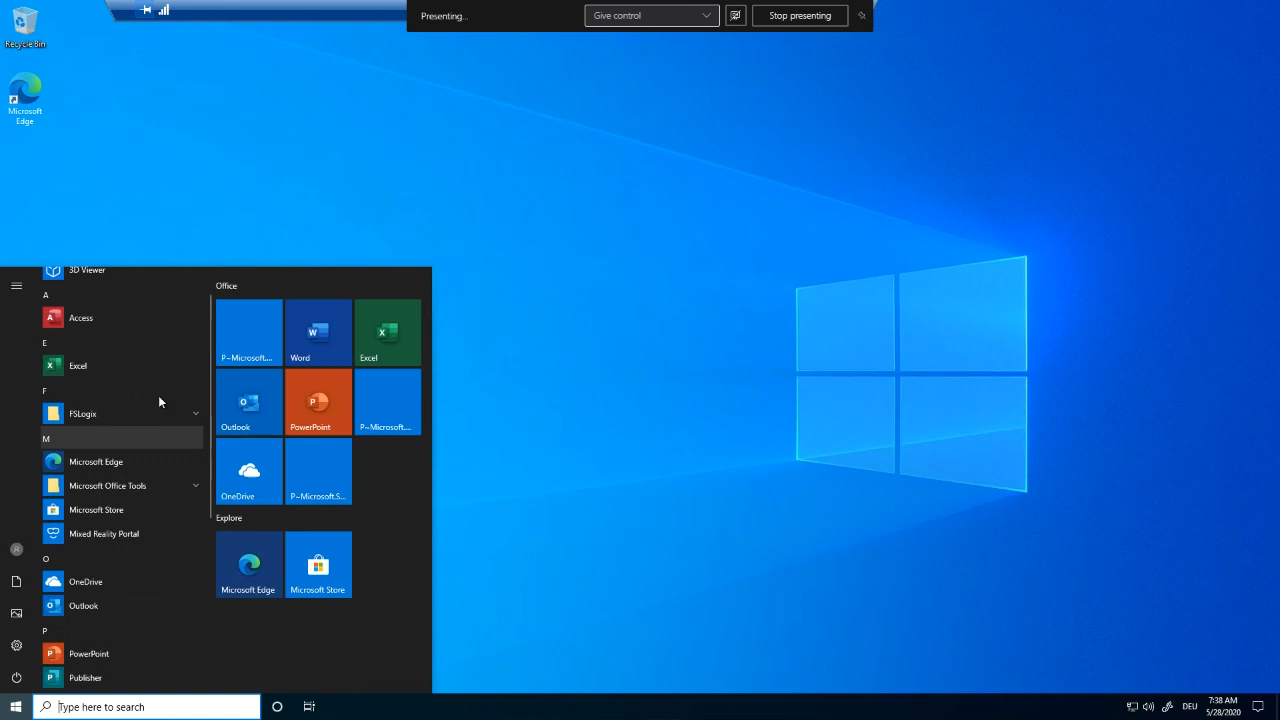 Presenting...
Give control
Stop presenting
Recycle Bin
Microsoft
Edge
3D Viewer
A
Access
E
Excel
F
FSLogix
M
Microsoft Edge
Microsoft Office Tools
Microsoft Store
Mixed Reality Portal
O
OneDrive
Outlook
P
PowerPoint
Publisher
Office
P~Microsoft....
Word
Excel
Outlook
PowerPoint
P~Microsoft....
OneDrive
P~Microsoft.S...
Explore
Microsoft Edge
Microsoft Store
Type here to search
DEU
7:38 AM
5/28/2020